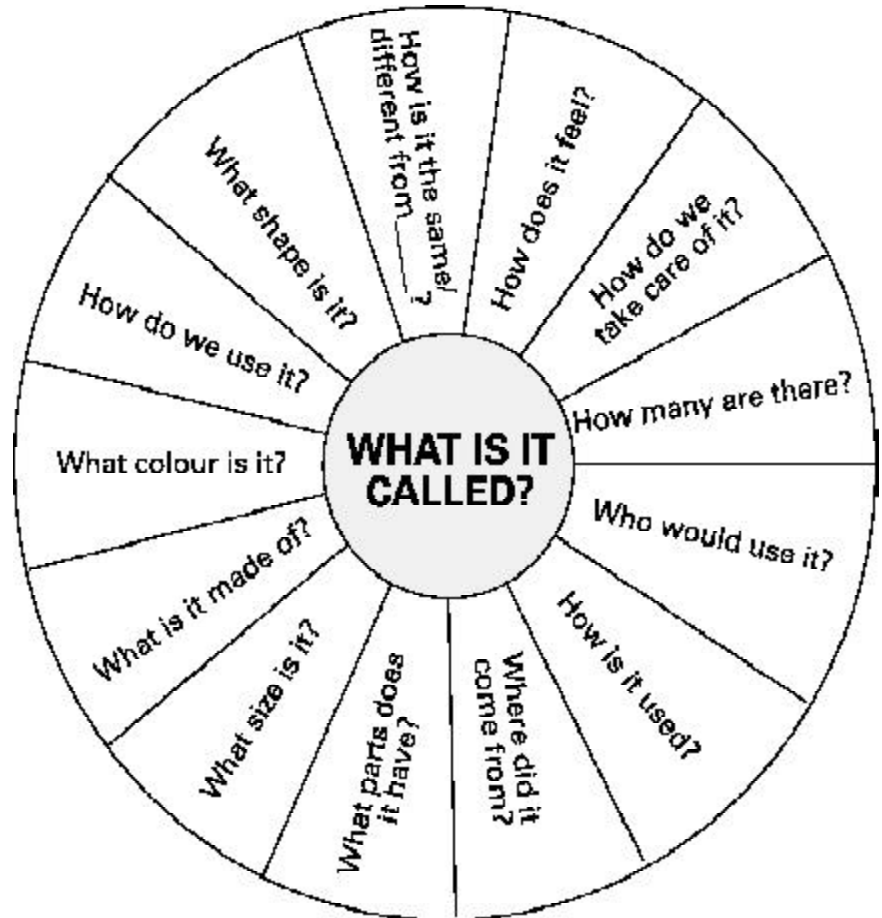 WHAT IS IT
CALLED?
How is it the same/
different from ______?
How does it feel?
How do we
take care of it?
How many are there?
Who would use it?
How is it used?
Where did it
come from?
What parts does
it have?
What size is it?
What is it made of?
What colour is it?
How do we use it?
What shape is it?